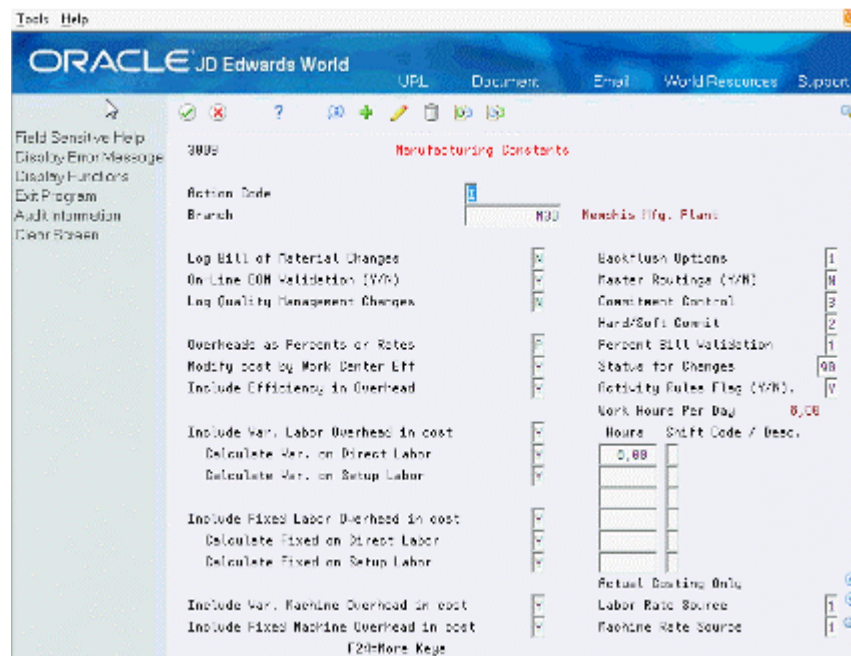 Tools Help
ORACLE JD Edwards World
URL Document Email World Resources Support
Field Sensitive Help
Display Error Message
Display Functions
Exit Program
Audit Information
Clear Screen
3009 Manufacturing Constants
Action Code I
Branch M30 Memphis Mfg. Plant
Log Bill of Material Changes N Backflush Options 1
On-Line BOM Validation (Y/N) Y Master Routings (Y/N) N
Log Quality Management Changes N Commitment Control 3
Hard/Soft Commit 2
Overheads as Percents or Rates P Percent Bill Validation 1
Modify cost by Work Center Eff Y Status for Changes 90
Include Efficiency in Overhead Y Activity Rules Flag (Y/N). Y
Work Hours Per Day
Include Var. Labor Overhead in cost Y Hours Shift Code / Desc.
Calculate Var. on Direct Labor Y
Calculate Var. on Setup Labor Y
Include Fixed Labor Overhead in cost Y
Calculate Fixed on Direct Labor Y
Calculate Fixed on Setup Labor Y
Actual Costing Only
Include Var. Machine Overhead in cost Y Labor Rate Source 1
Include Fixed Machine Overhead in cost Y Machine Rate Source 1
F24=More Keys